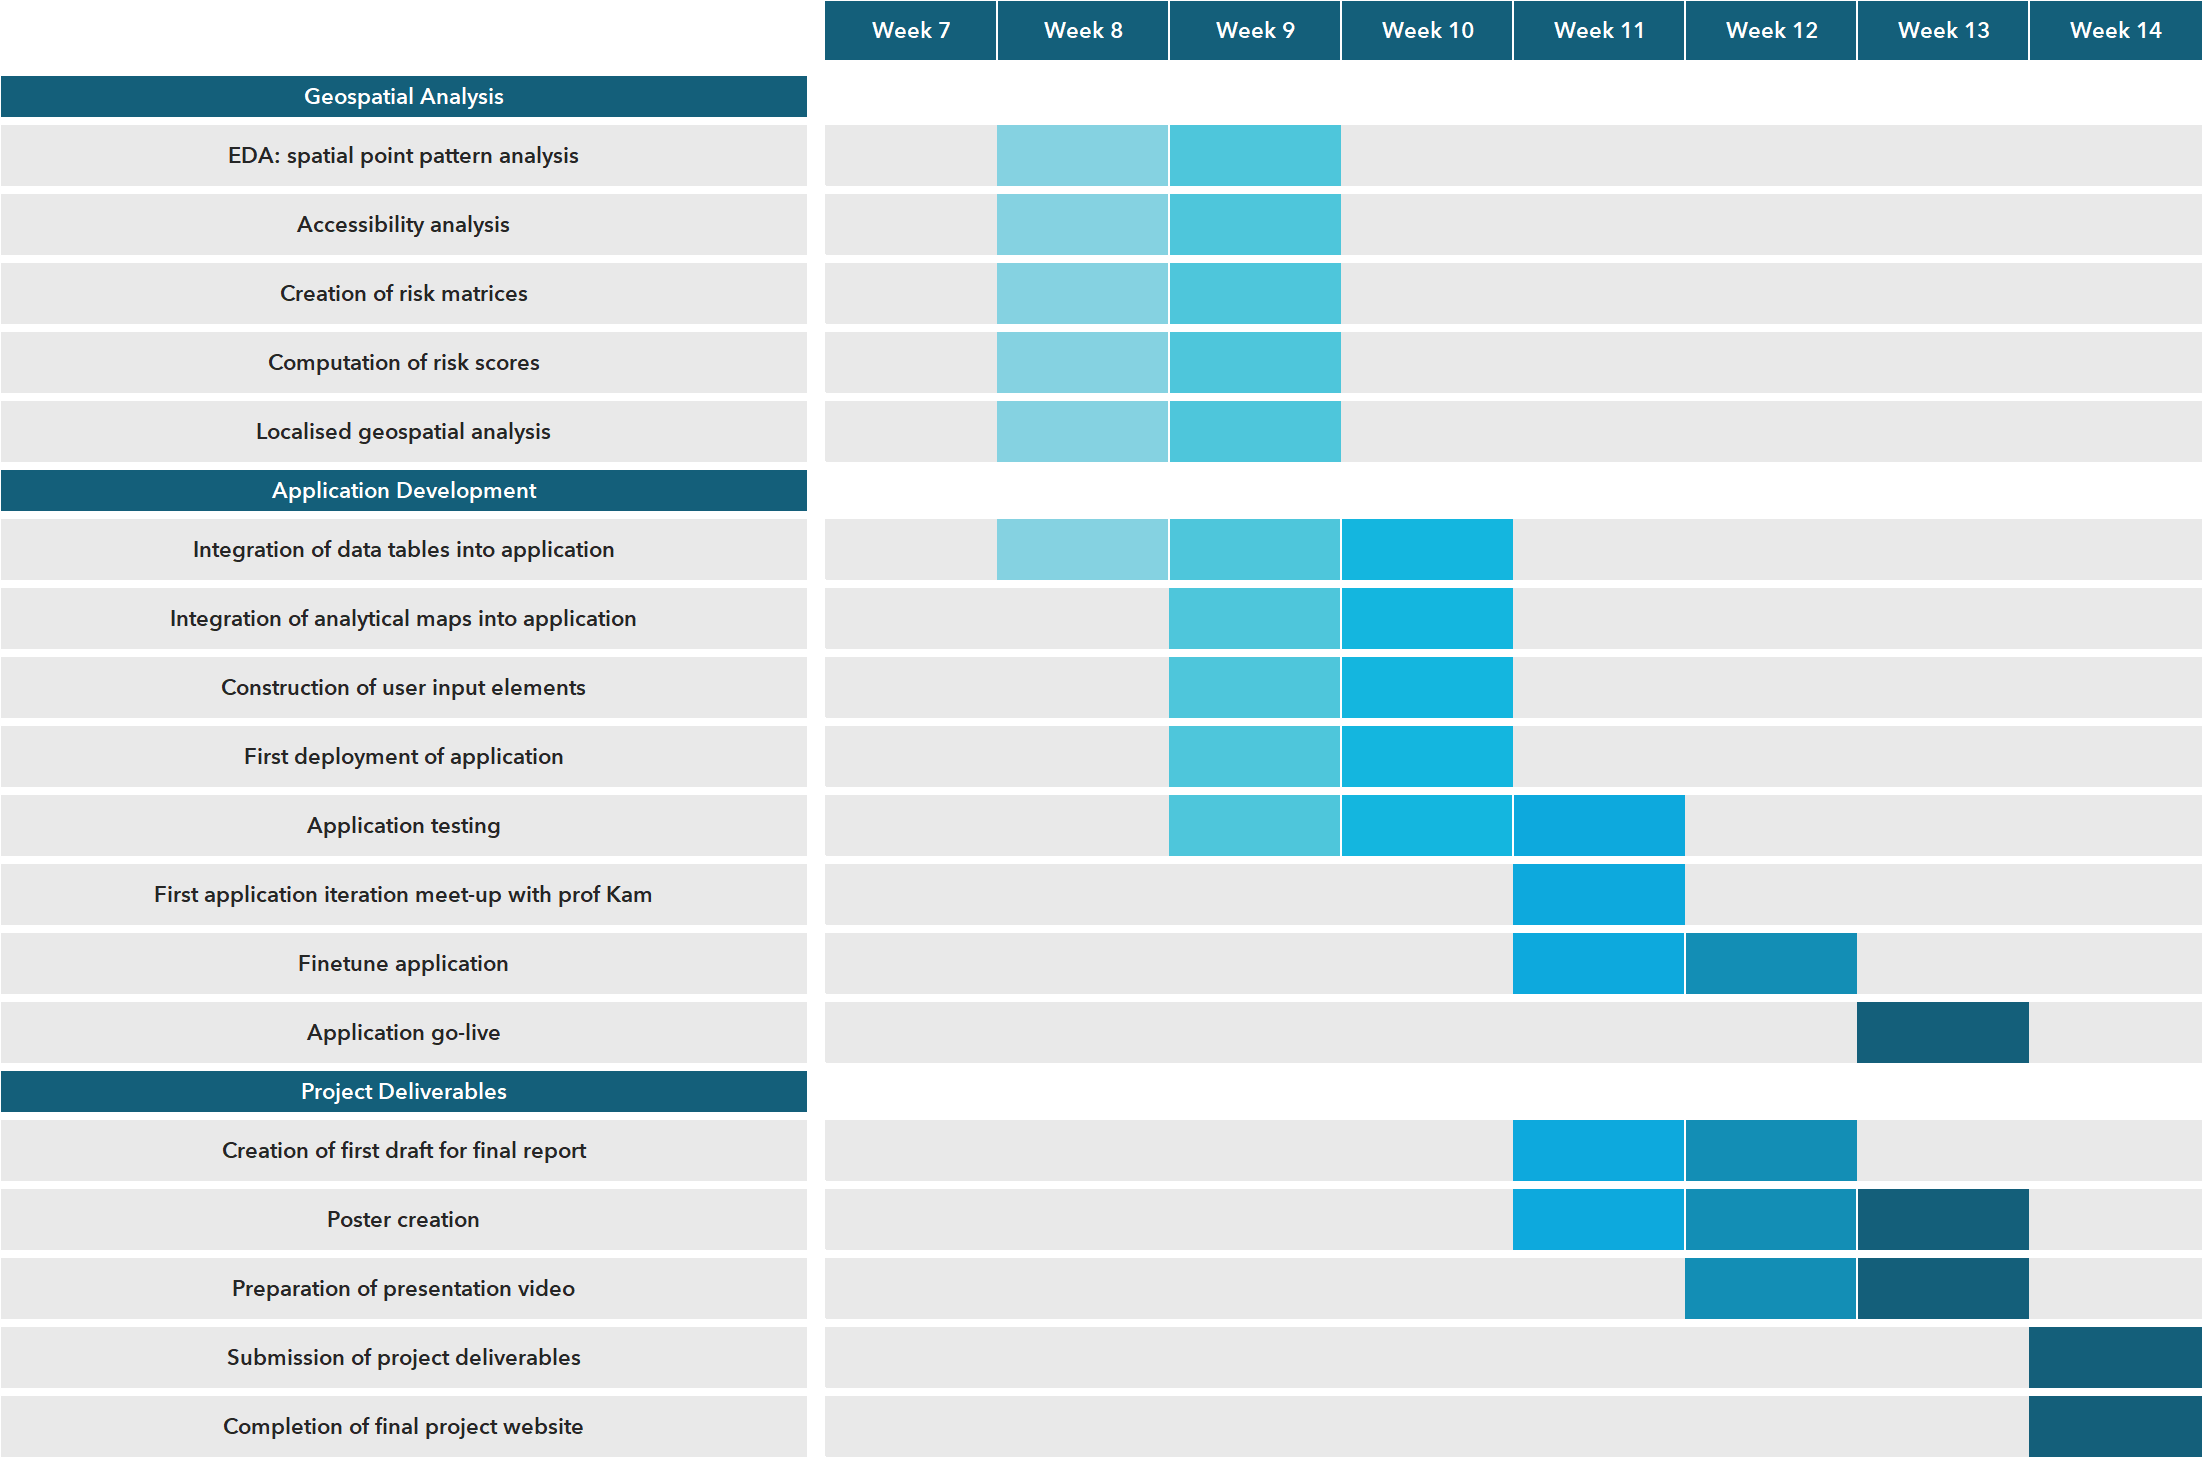 Week 7 Week 8 Week 9 Week 10 Week 11 Week 12 Week 13 Week 14
Geospatial Analysis
EDA: spatial point pattern analysis
Accessibility analysis
Creation of risk matrices
Computation of risk scores
Localised geospatial analysis
Application Development
Integration of data tables into application
Integration of analytical maps into application
Construction of user input elements
First deployment of application
Application testing
First application iteration meet-up with prof Kam
Finetune application
Application go-live
Project Deliverables
Creation of first draft for final report
Poster creation
Preparation of presentation video
Submission of project deliverables
Completion of final project website